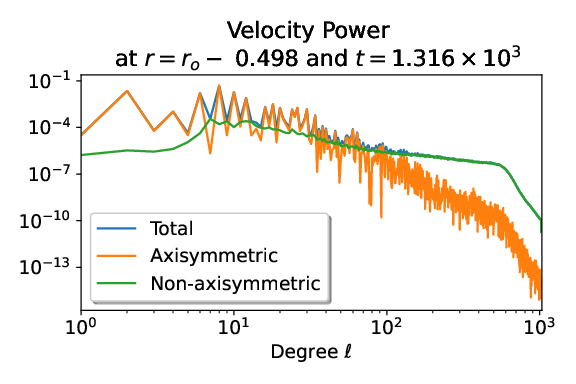 Velocity Power
at r = r_o − 0.498 and t = 1.316 × 10^3
10^−1
10^−4
10^−7
10^−10
10^−13
Total
Axisymmetric
Non-axisymmetric
10^0 10^1 10^2 10^3
Degree ℓ